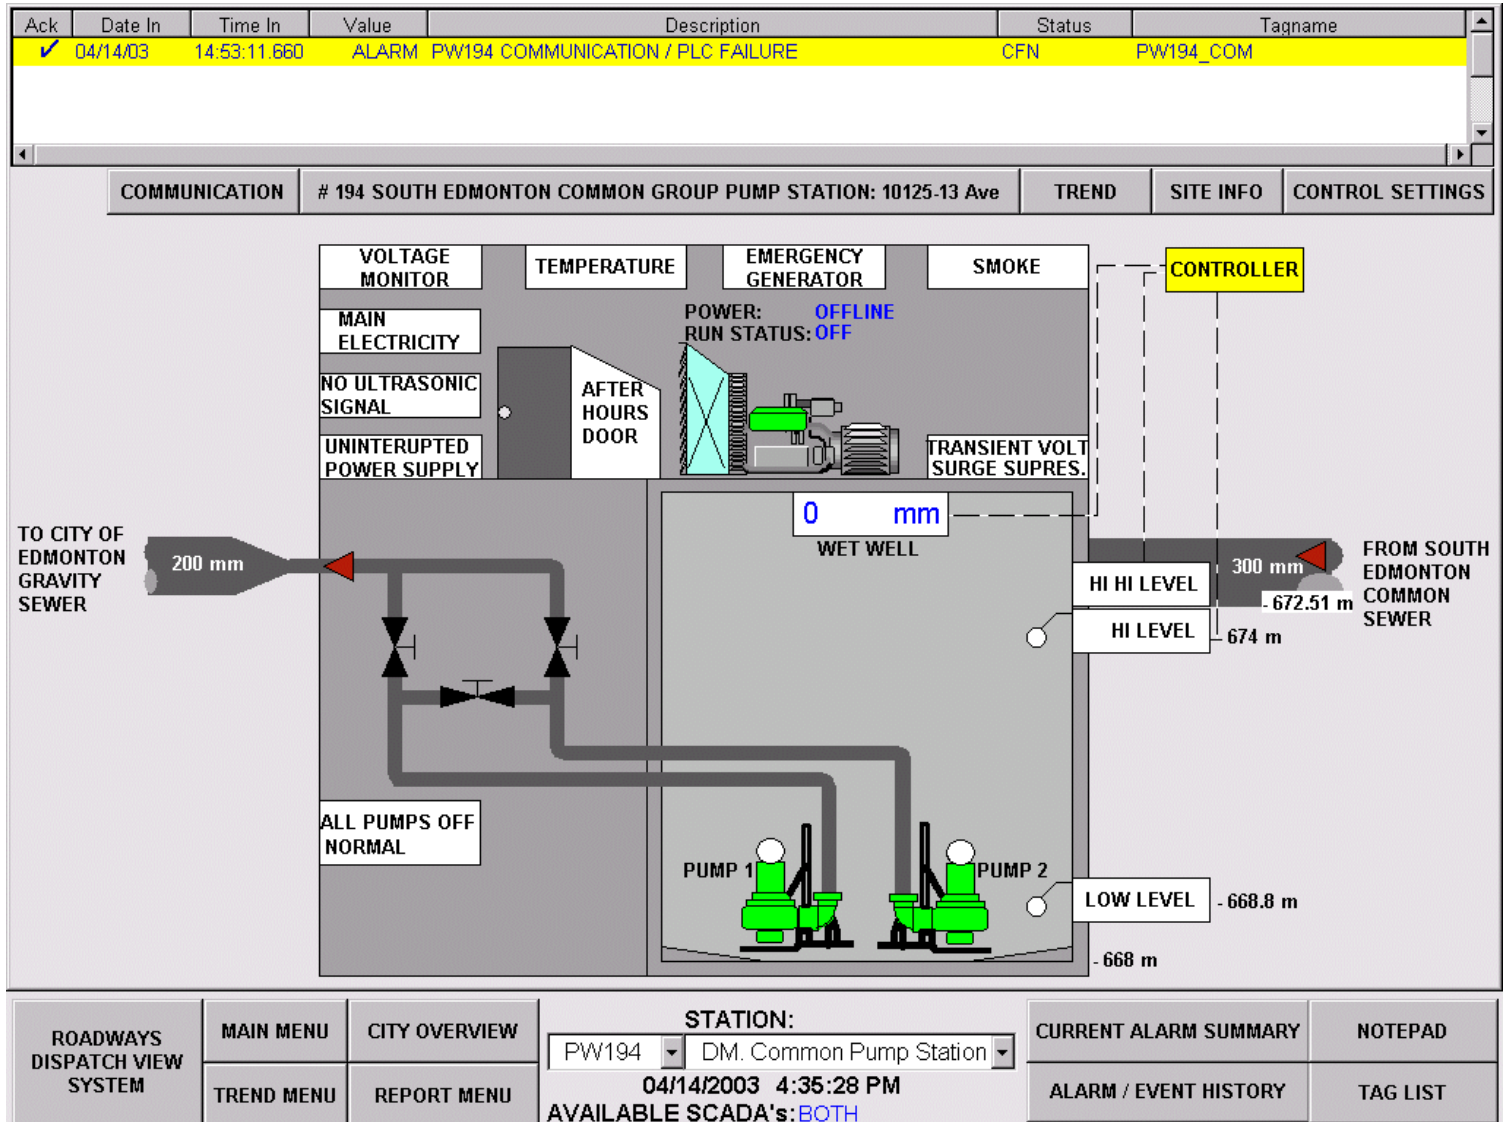 Ack Date In Time In Value Description Status Tagname
04/14/03 14:53:11.660 ALARM PW194 COMMUNICATION / PLC FAILURE CFN PW194_COM
COMMUNICATION # 194 SOUTH EDMONTON COMMON GROUP PUMP STATION: 10125-13 Ave TREND SITE INFO CONTROL SETTINGS
VOLTAGE
MONITOR
TEMPERATURE
EMERGENCY
GENERATOR
SMOKE
CONTROLLER
POWER: OFFLINE
RUN STATUS: OFF
MAIN
ELECTRICITY
NO ULTRASONIC
SIGNAL
UNINTERUPTED
POWER SUPPLY
AFTER
HOURS
DOOR
TRANSIENT VOLT
SURGE SUPRES.
0 mm
WET WELL
TO CITY OF
EDMONTON
GRAVITY
SEWER
200 mm
300 mm
FROM SOUTH
EDMONTON
COMMON
SEWER
HI HI LEVEL
- 672.51 m
HI LEVEL
- 674 m
ALL PUMPS OFF
NORMAL
PUMP 1
PUMP 2
LOW LEVEL
- 668.8 m
- 668 m
ROADWAYS
DISPATCH VIEW
SYSTEM
MAIN MENU
CITY OVERVIEW
TREND MENU
REPORT MENU
STATION:
PW194 DM. Common Pump Station
04/14/2003 4:35:28 PM
AVAILABLE SCADA's: BOTH
CURRENT ALARM SUMMARY
NOTEPAD
ALARM / EVENT HISTORY
TAG LIST